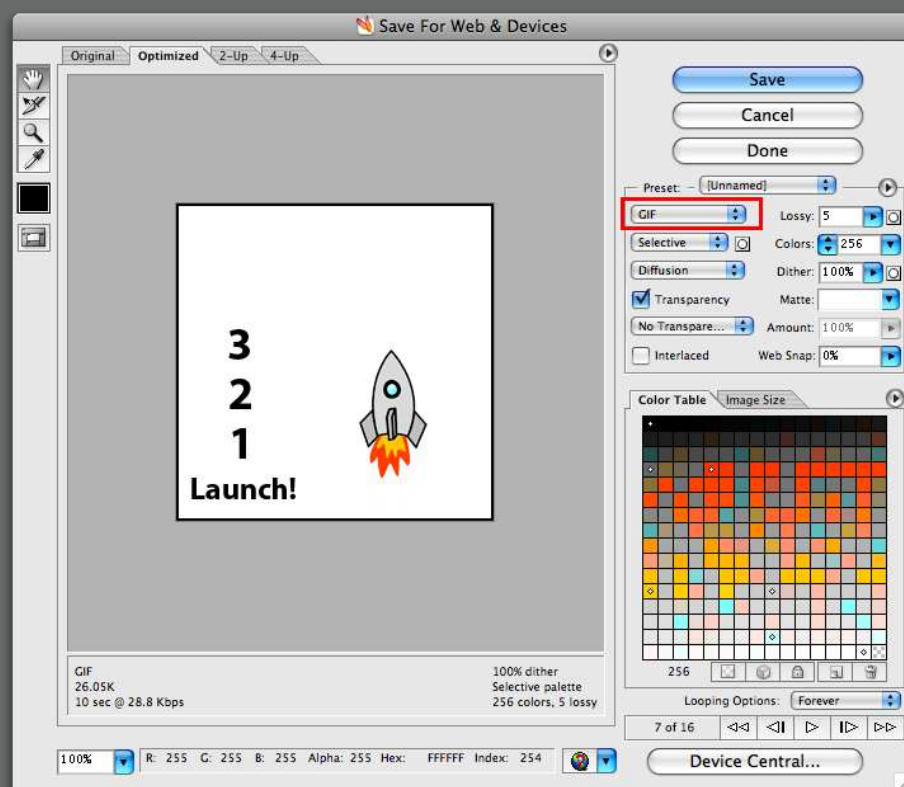 Save For Web & Devices
Original Optimized 2-Up 4-Up
Save
Cancel
Done
Preset: [Unnamed]
GIF Lossy: 5
Selective Colors: 256
Diffusion Dither: 100%
Transparency Matte:
No Transpare... Amount: 100%
Interlaced Web Snap: 0%
Color Table Image Size
3
2
1
Launch!
256
GIF 100% dither
26.05K Selective palette
10 sec @ 28.8 Kbps 256 colors, 5 lossy
Looping Options: Forever
7 of 16
100% R: 255 G: 255 B: 255 Alpha: 255 Hex: FFFFFF Index: 254
Device Central...